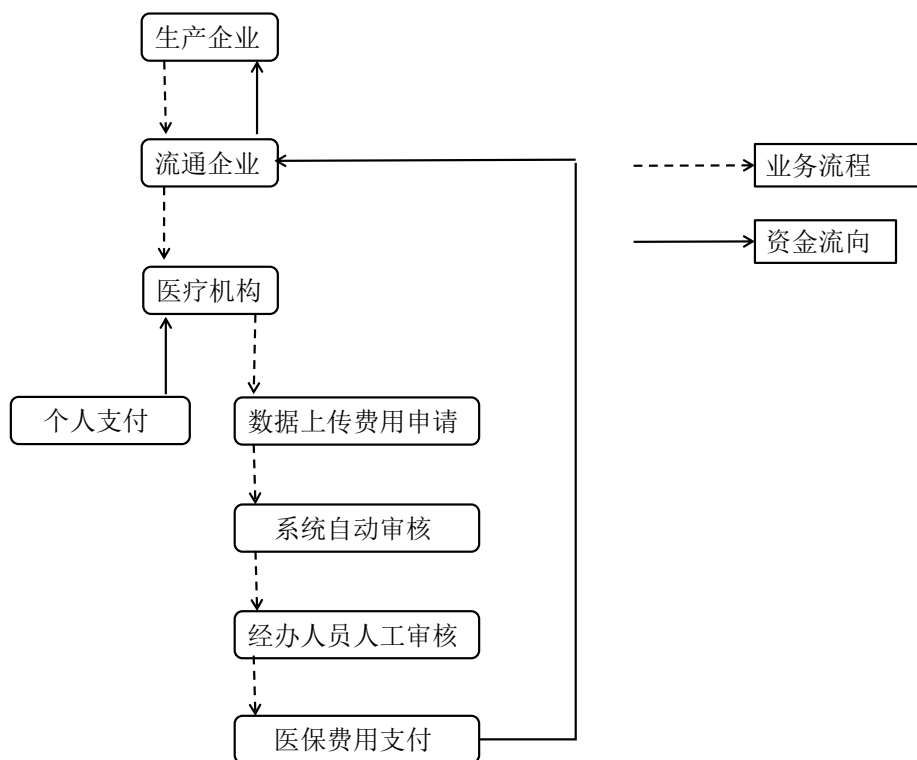 生产企业
流通企业
业务流程
资金流向
医疗机构
个人支付
数据上传费用申请
系统自动审核
经办人员人工审核
医保费用支付